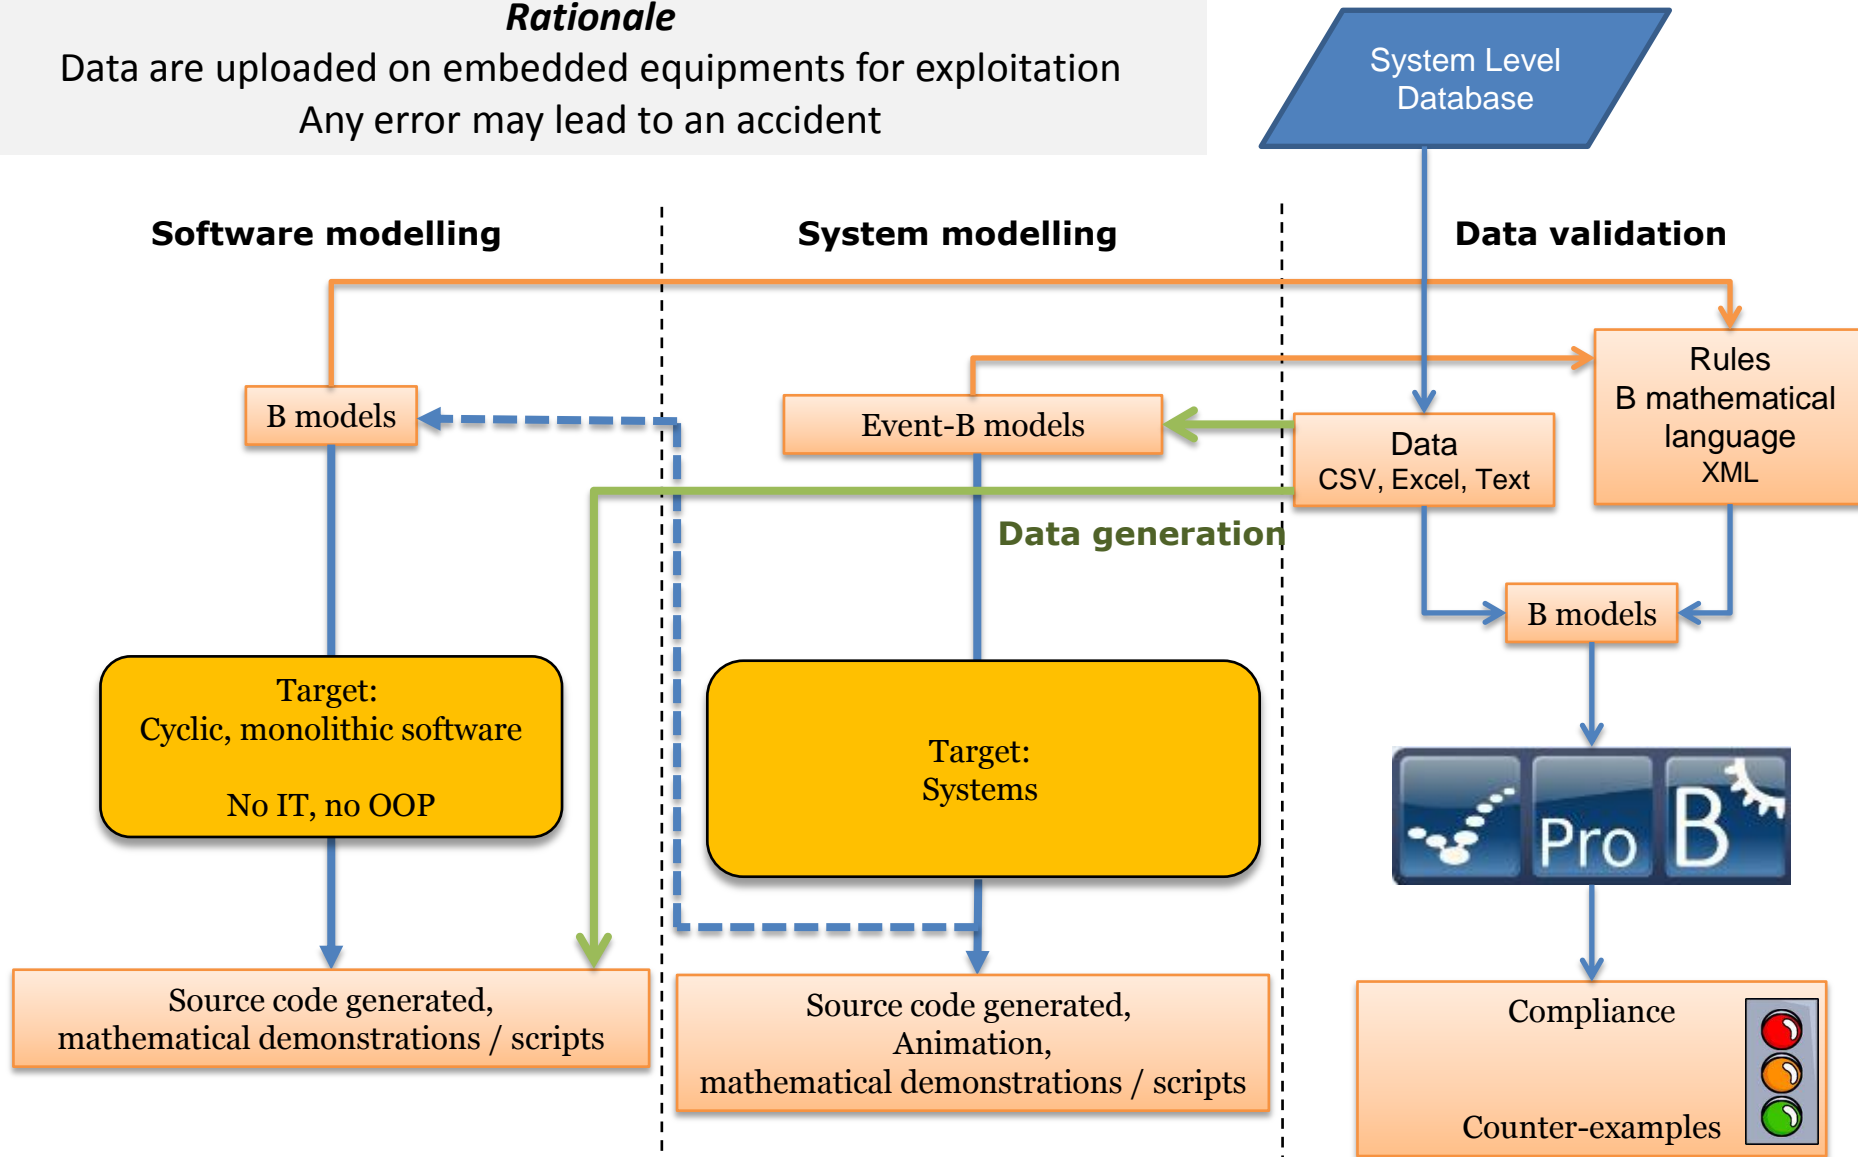 Rationale
Data are uploaded on embedded equipments for exploitation
Any error may lead to an accident
System Level
Database
Software modelling
System modelling
Data validation
B models
Event-B models
Data
CSV, Excel, Text
Rules
B mathematical
language
XML
Data generation
B models
Target:
Cyclic, monolithic software
No IT, no OOP
Target:
Systems
Pro B
Source code generated,
mathematical demonstrations / scripts
Source code generated,
Animation,
mathematical demonstrations / scripts
Compliance
Counter-examples